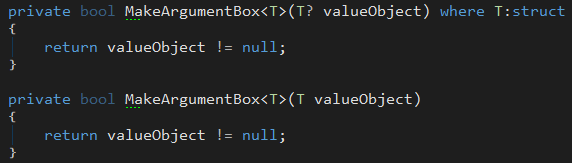 private bool MakeArgumentBox<T>(T? valueObject) where T:struct
{
    return valueObject != null;
}
private bool MakeArgumentBox<T>(T valueObject)
{
    return valueObject != null;
}